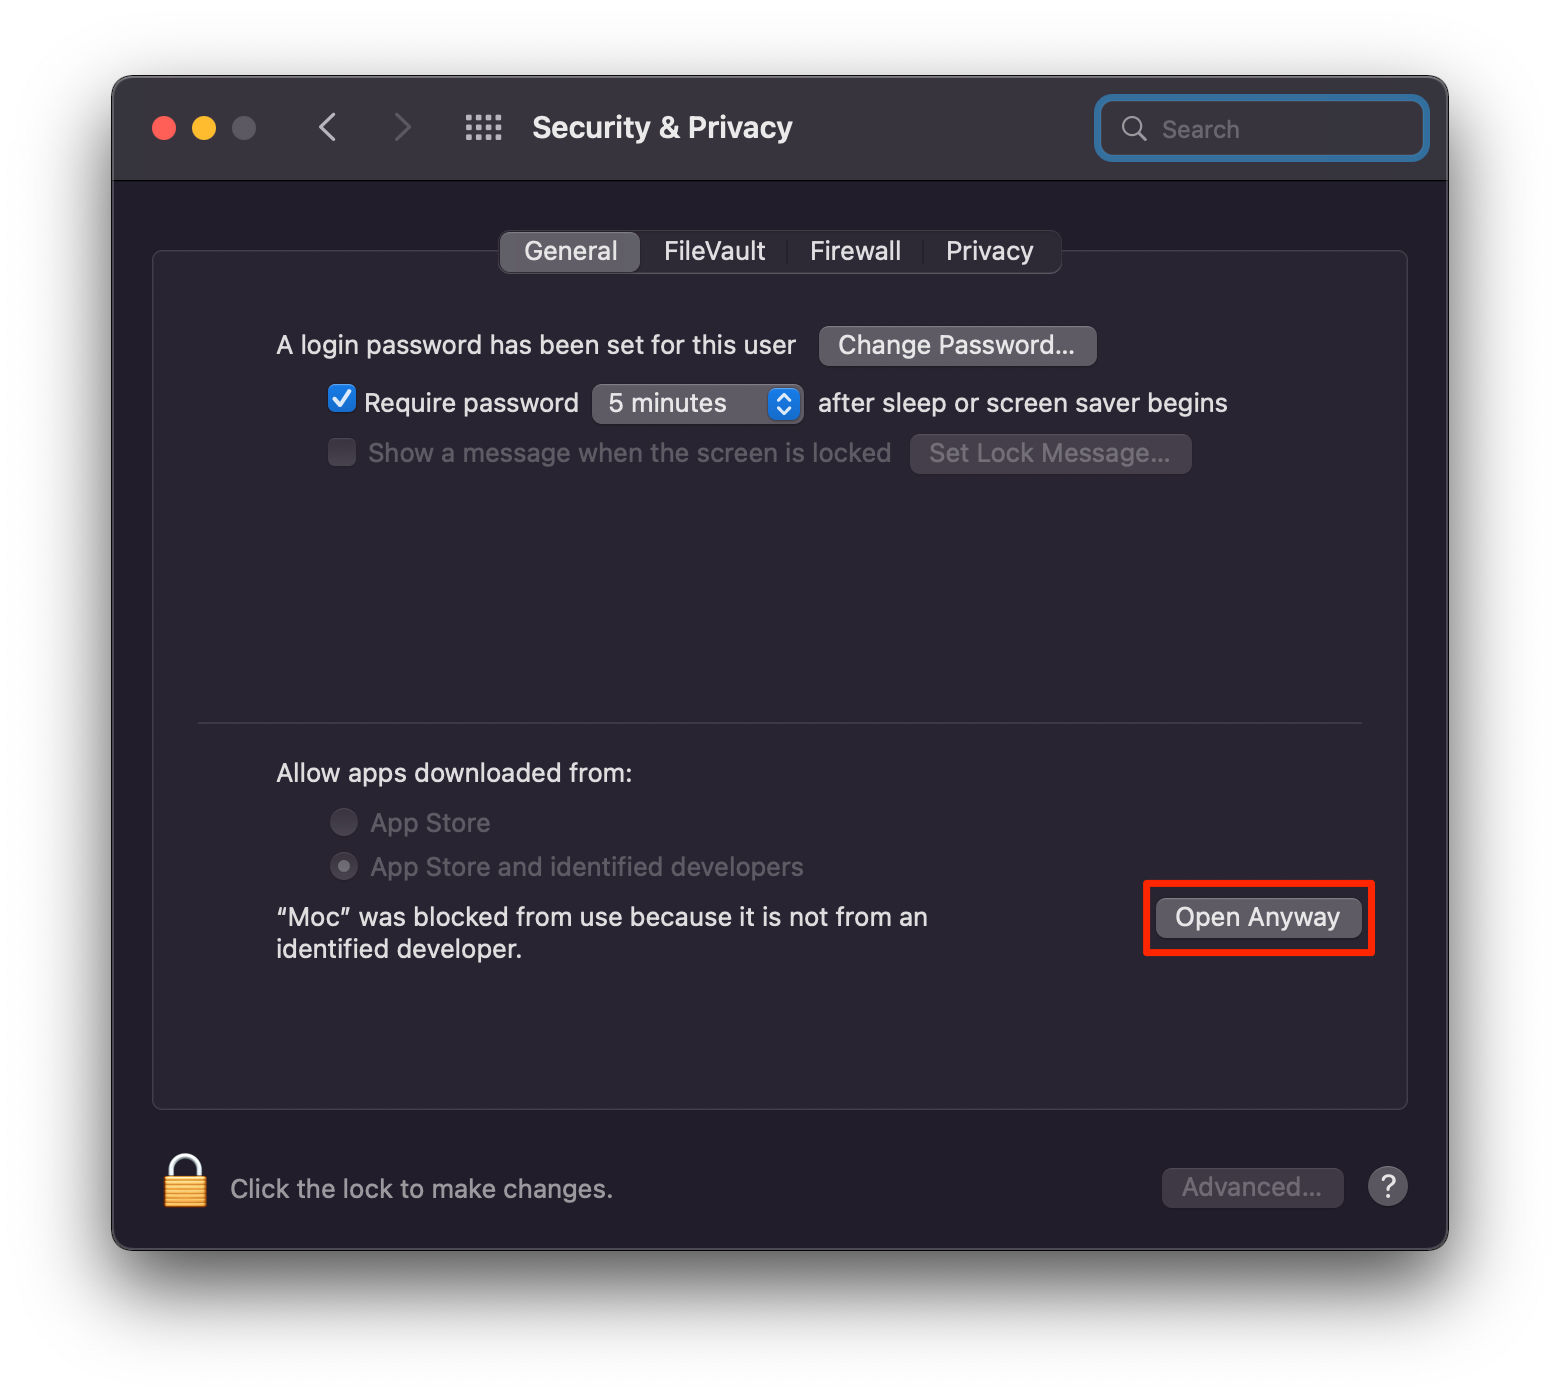 Security & Privacy
Search
General FileVault Firewall Privacy
A login password has been set for this user Change Password...
Require password 5 minutes after sleep or screen saver begins
Show a message when the screen is locked Set Lock Message...
Allow apps downloaded from:
App Store
App Store and identified developers
“Moc” was blocked from use because it is not from an
identified developer.
Open Anyway
Click the lock to make changes.
Advanced...
?